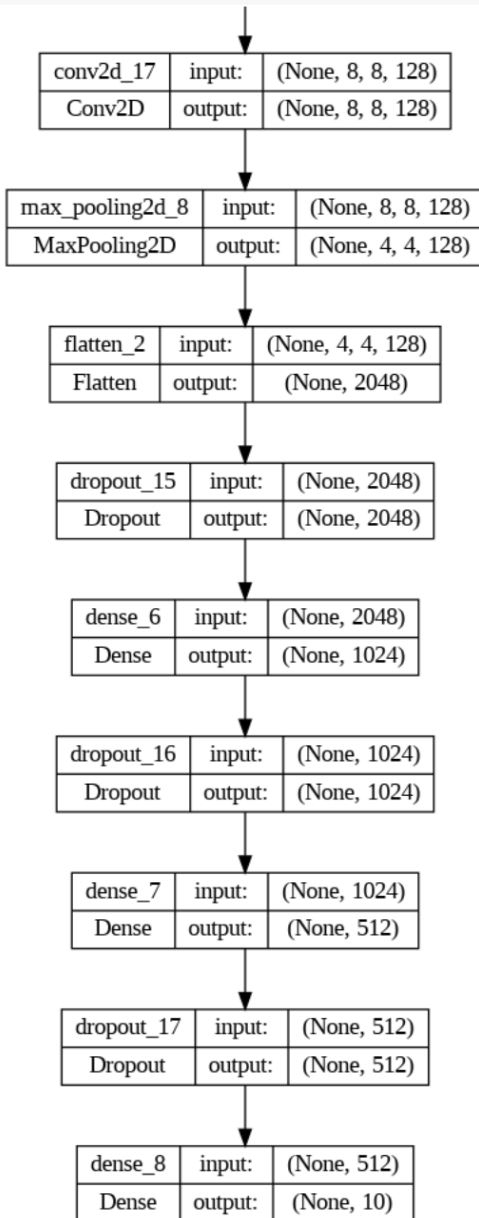 conv2d_17 input: (None, 8, 8, 128)
Conv2D output: (None, 8, 8, 128)
max_pooling2d_8 input: (None, 8, 8, 128)
MaxPooling2D output: (None, 4, 4, 128)
flatten_2 input: (None, 4, 4, 128)
Flatten output: (None, 2048)
dropout_15 input: (None, 2048)
Dropout output: (None, 2048)
dense_6 input: (None, 2048)
Dense output: (None, 1024)
dropout_16 input: (None, 1024)
Dropout output: (None, 1024)
dense_7 input: (None, 1024)
Dense output: (None, 512)
dropout_17 input: (None, 512)
Dropout output: (None, 512)
dense_8 input: (None, 512)
Dense output: (None, 10)